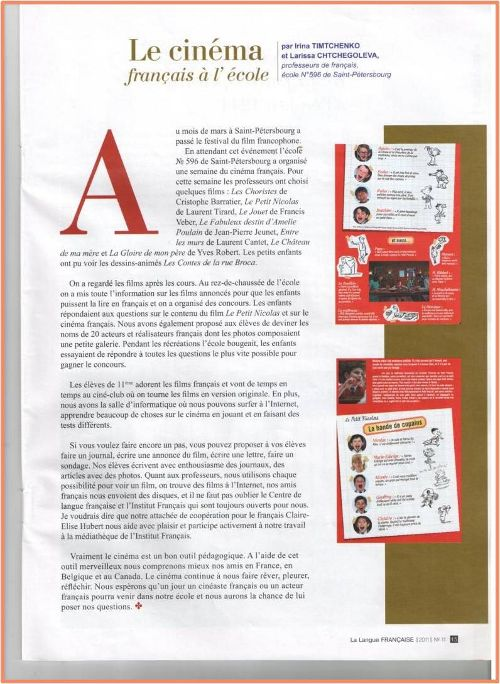 Le cinéma
français à l' école
par Irina TIMTCHENKO
et Larissa CHTCHEGOLEVA,
professeurs de français,
école N°596 de Saint-Pétersbourg
A
u mois de mars à Saint-Pétersbourg a
passé le festival du film francophone.
En attendant cet événement l'école
№ 596 de Saint-Pétersbourg a organisé
une semaine du cinéma français. Pour
cette semaine les professeurs ont choisi
quelques films : Les Choristes de
Cristophe Barratier, Le Petit Nicolas
de Laurent Tirard, Le Jouet de Francis
Veber, Le Fabuleux destin d'Amelie
Poulain de Jean-Pierre Jeunet, Entre
les murs de Laurent Cantet, Le Château
de ma mère et La Gloire de mon père de Yves Robert. Les petits enfants
ont pu voir les dessins-animés Les Contes de la rue Broca.
On a regardé les films après les cours. Au rez-de-chaussée de l'école
on a mis toute l'information sur les films annoncés pour que les enfants
puissent la lire en français et on a organisé des concours. Les enfants
répondaient aux questions sur le contenu du film Le Petit Nicolas et sur le
cinéma français. Nous avons également proposé aux élèves de deviner les
noms de 20 acteurs et réalisateurs français dont les photos composaient
une petite galerie. Pendant les récréations l'école bougeait, les enfants
essayaient de répondre à toutes les questions le plus vite possible pour
gagner le concours.
Les élèves de 11ème adorent les films français et vont de temps en
temps au ciné-club où on tourne les films en version originale. En plus,
nous avons la salle d'informatique où nous pouvons surfer à l'Internet,
apprendre beaucoup de choses sur le cinéma en jouant et en faisant des
tests différents.
Si vous voulez faire encore un pas, vous pouvez proposer à vos élèves
faire un journal, écrire une annonce du film, écrire une lettre, faire un
sondage. Nos élèves écrivent avec enthousiasme des journaux, des
articles avec des photos. Quant aux professeurs, nous utilisons chaque
possibilité pour voir un film, on trouve des films à l'Internet, nos amis
français nous envoient des disques, et il ne faut pas oublier le Centre de
langue française et l'Institut Français qui sont toujours ouverts pour nous.
Je voudrais dire que notre attachée de coopération pour le français Claire-
Elise Hubert nous aide avec plaisir et participe activement à notre travail
à la médiathèque de l'Institut Français.
Vraiment le cinéma est un bon outil pédagogique. A l'aide de cet
outil merveilleux nous comprenons mieux nos amis en France, en
Belgique et au Canada. Le cinéma continue à nous faire rêver, pleurer,
réfléchir. Nous espérons qu'un jour un cinéaste français ou un acteur
français pourra venir dans notre école et nous aurons la chance de lui
poser nos questions.
et aussi...
Le Petit Nicolas
La bande de copains
La Langue FRANÇAISE | 2011 | № 11